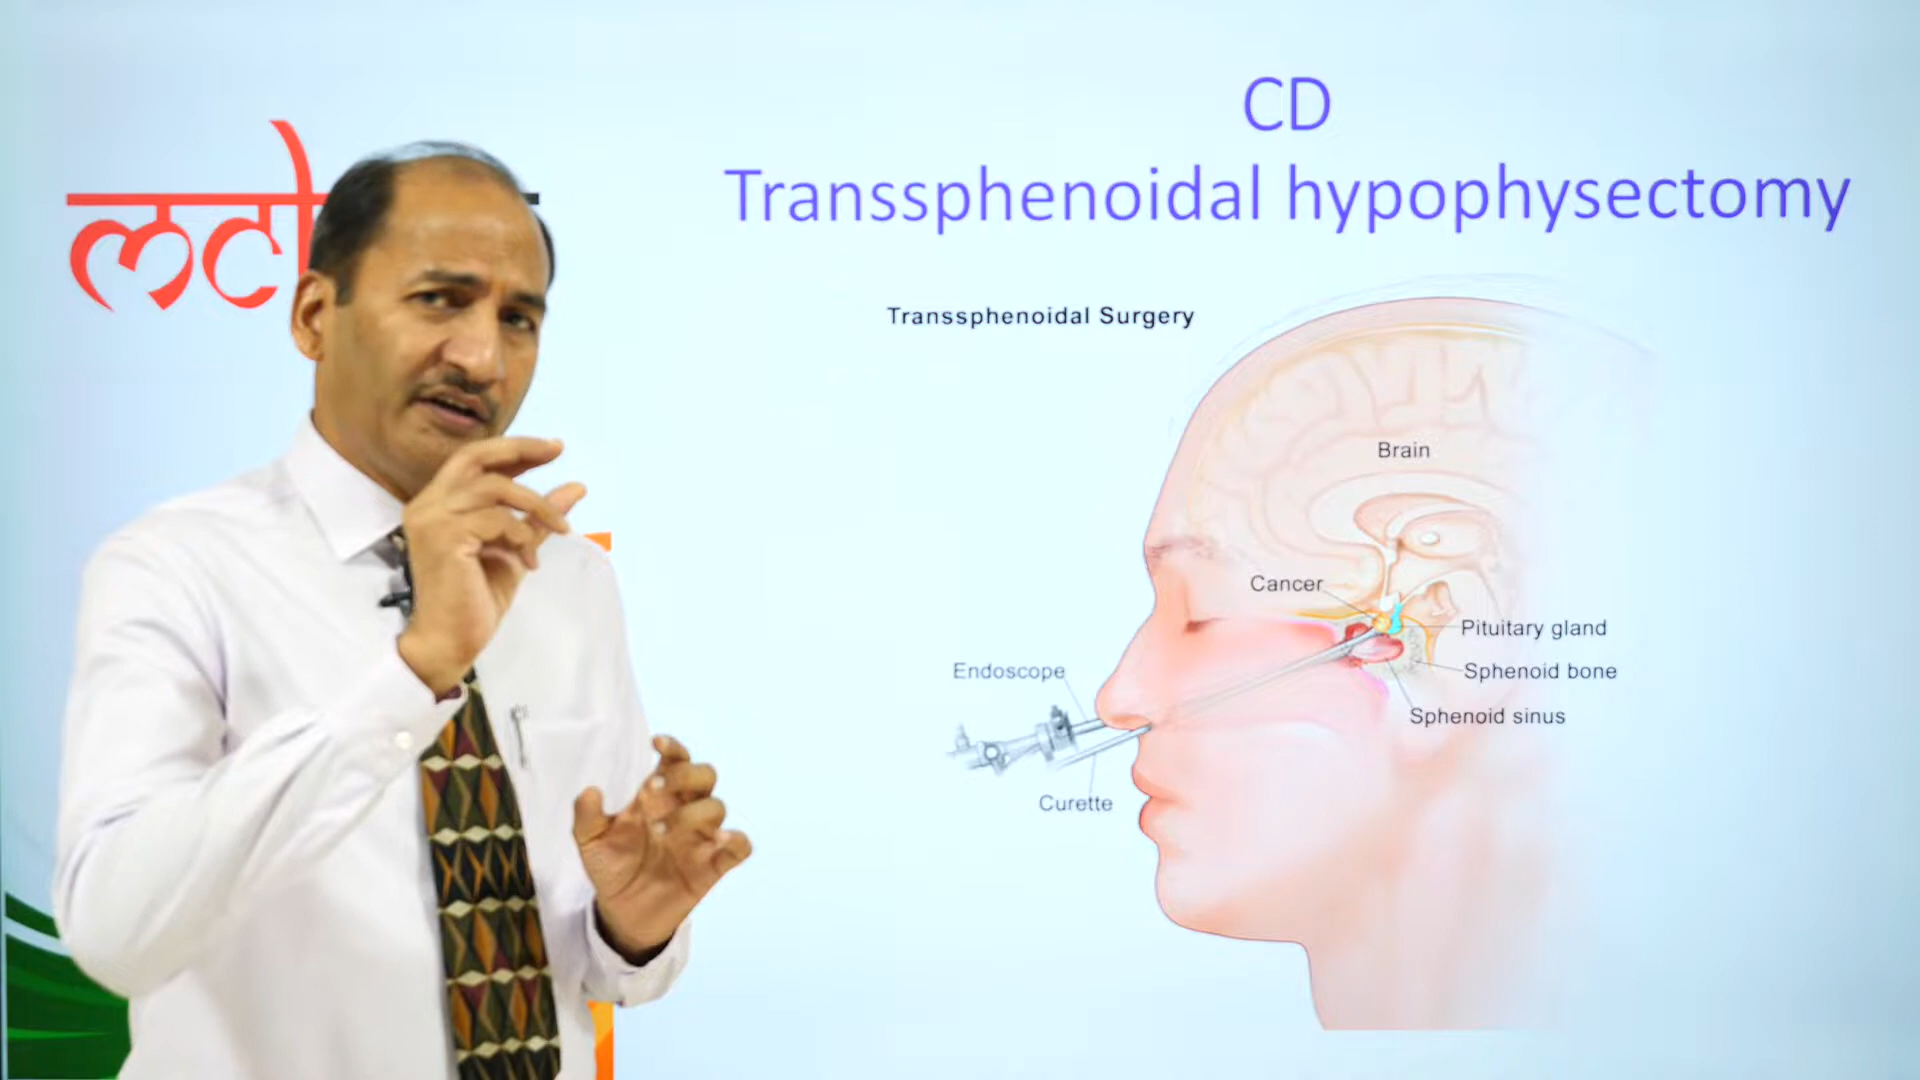 CD
Transsphenoidal hypophysectomy
Transsphenoidal Surgery
Brain
Cancer
Pituitary gland
Sphenoid bone
Endoscope
Sphenoid sinus
Curette